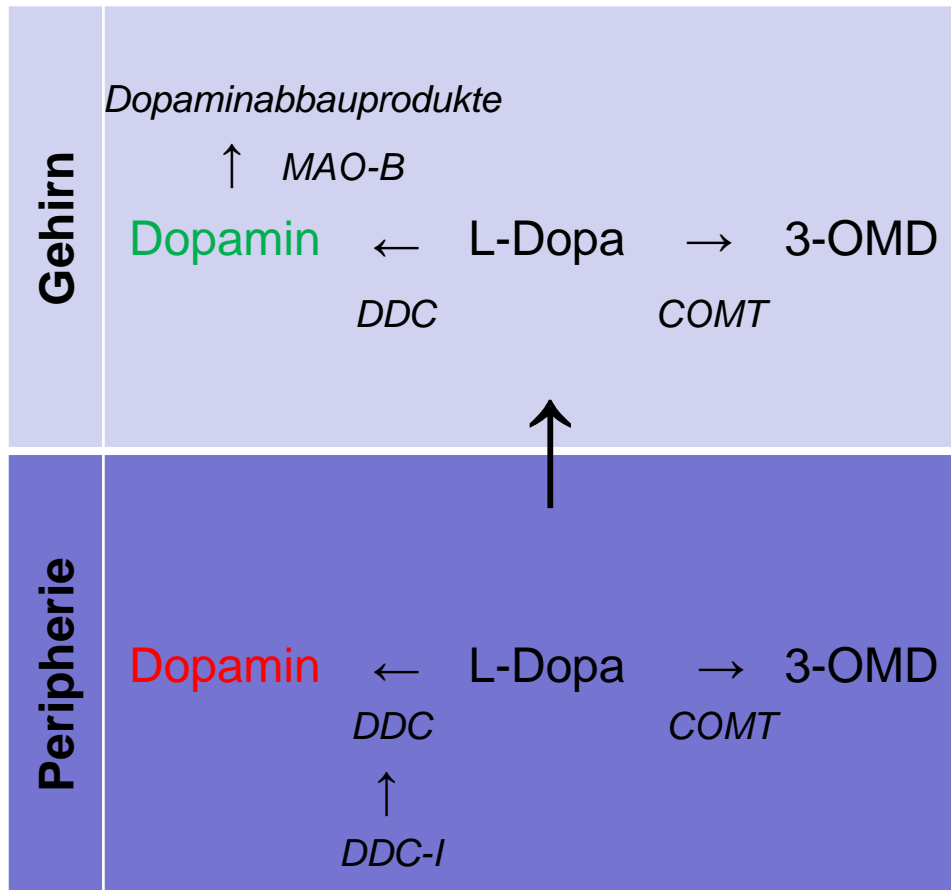 Gehirn
Dopaminabbauprodukte
↑ MAO-B
Dopamin ← L-Dopa → 3-OMD
DDC COMT
↑
Peripherie
Dopamin ← L-Dopa → 3-OMD
DDC COMT
↑
DDC-I